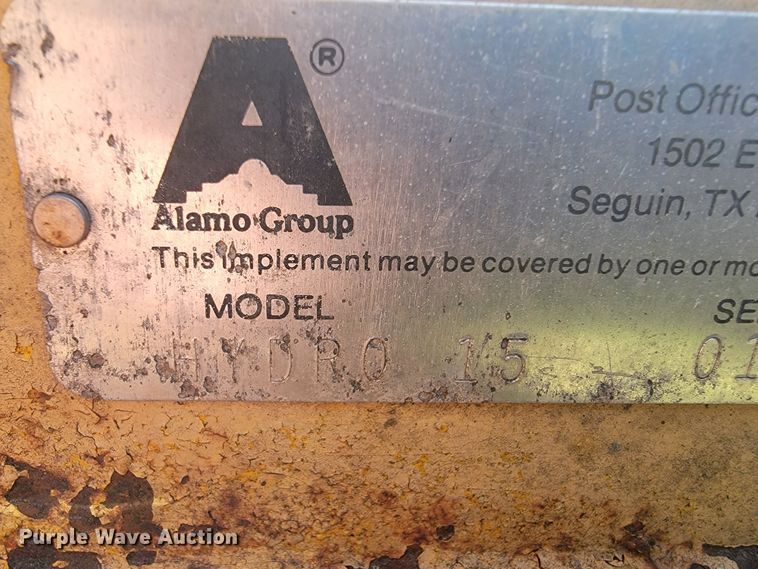 A®
Post Offic
1502 E
Seguin, TX
Alamo Group
This implement may be covered by one or mo
MODEL SE
HYDRO 15 - 01
Purple Wave Auction